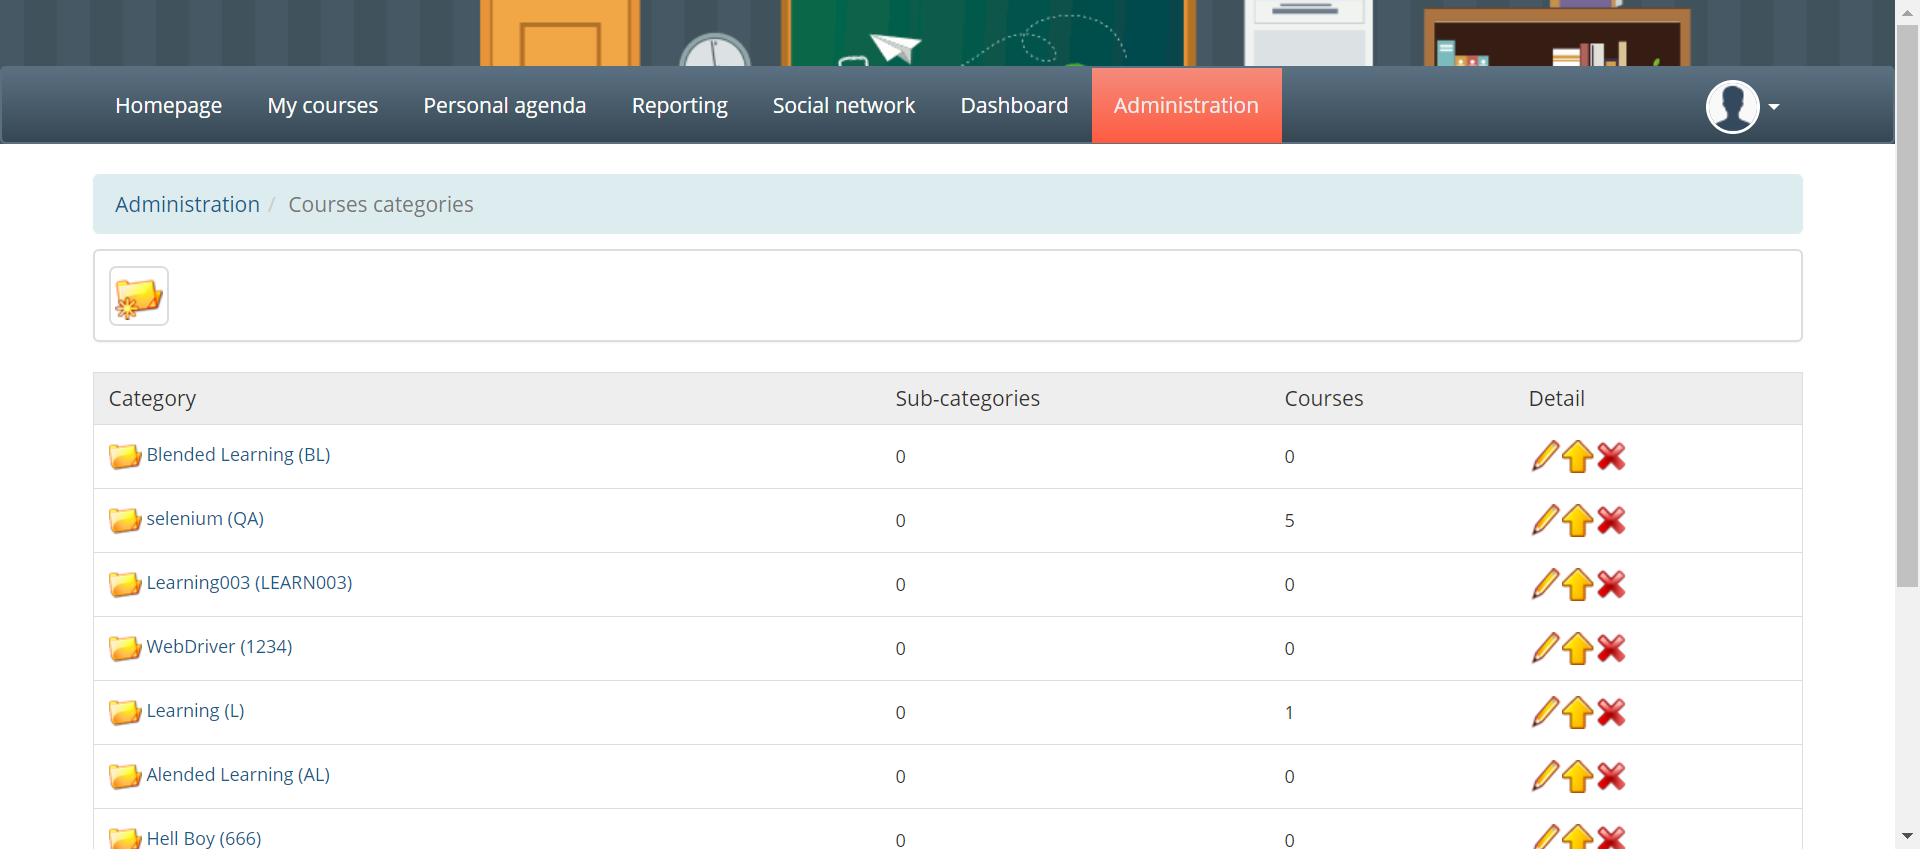 Homepage My courses Personal agenda Reporting Social network Dashboard Administration
Administration / Courses categories
Category Sub-categories Courses Detail
Blended Learning (BL) 0 0
selenium (QA) 0 5
Learning003 (LEARN003) 0 0
WebDriver (1234) 0 0
Learning (L) 0 1
Alended Learning (AL) 0 0
Hell Boy (666) 0 0